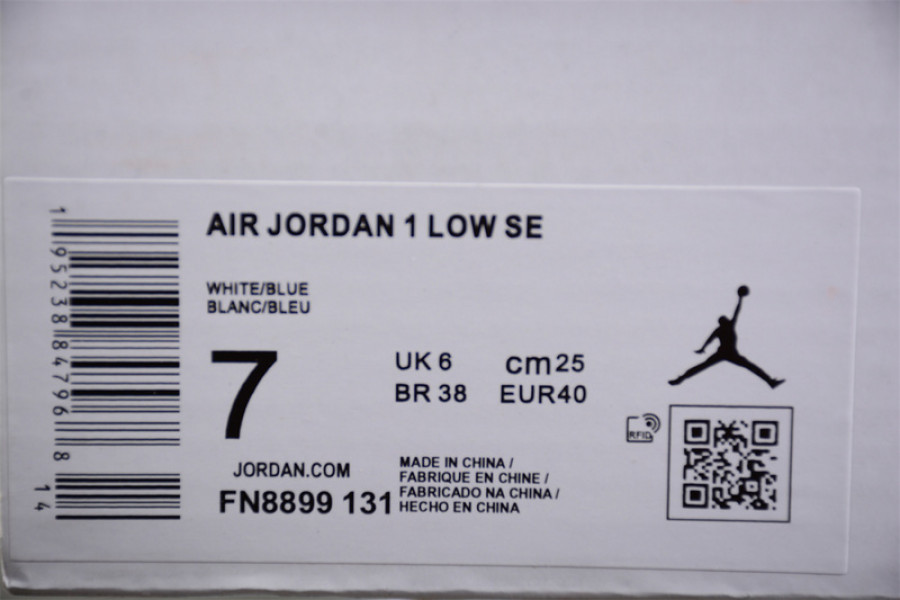 AIR JORDAN 1 LOW SE
WHITE/BLUE
BLANC/BLEU
7
UK 6
cm 25
BR 38
EUR40
JORDAN.COM
FN8899 131
MADE IN CHINA /
FABRIQUE EN CHINE /
FABRICADO NA CHINA /
HECHO EN CHINA
RFID
1 95238 84796 8
14